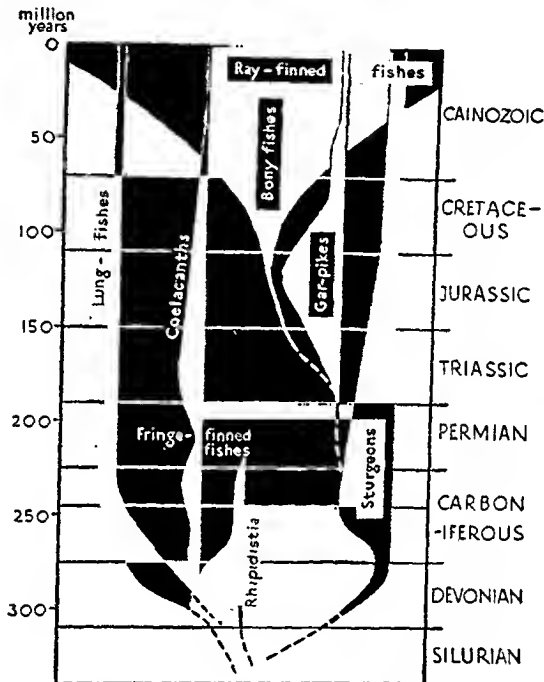 million
years
0
50
100
150
200
250
300
Ray-finned
fishes
Bony fishes
Gar-pikes
Lung-fishes
Coelacanths
Fringe-
finned
fishes
Rhipidistia
Sturgeons
CAINOZOIC
CRETACE-
OUS
JURASSIC
TRIASSIC
PERMIAN
CARBON
-IFEROUS
DEVONIAN
SILURIAN